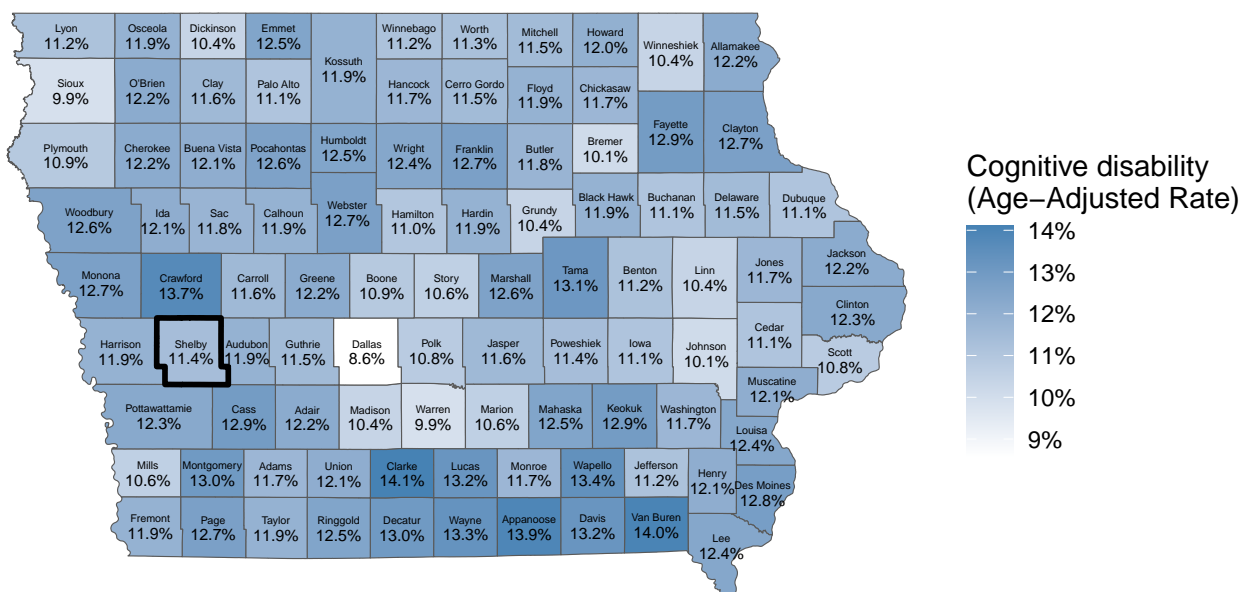 Lyon
11.2%
Osceola
11.9%
Dickinson
10.4%
Emmet
12.5%
Kossuth
11.9%
Winnebago
11.2%
Worth
11.3%
Mitchell
11.5%
Howard
12.0%
Winneshiek
10.4%
Allamakee
12.2%
Sioux
9.9%
O'Brien
12.2%
Clay
11.6%
Palo Alto
11.1%
Hancock
11.7%
Cerro Gordo
11.5%
Floyd
11.9%
Chickasaw
11.7%
Fayette
12.9%
Clayton
12.7%
Plymouth
10.9%
Cherokee
12.2%
Buena Vista
12.1%
Pocahontas
12.6%
Humboldt
12.5%
Wright
12.4%
Franklin
12.7%
Butler
11.8%
Bremer
10.1%
Woodbury
12.6%
Ida
12.1%
Sac
11.8%
Calhoun
11.9%
Webster
12.7%
Hamilton
11.0%
Hardin
11.9%
Grundy
10.4%
Black Hawk
11.9%
Buchanan
11.1%
Delaware
11.5%
Dubuque
11.1%
Monona
12.7%
Crawford
13.7%
Carroll
11.6%
Greene
12.2%
Boone
10.9%
Story
10.6%
Marshall
12.6%
Tama
13.1%
Benton
11.2%
Linn
10.4%
Jones
11.7%
Jackson
12.2%
Clinton
12.3%
Harrison
11.9%
Shelby
11.4%
Audubon
11.9%
Guthrie
11.5%
Dallas
8.6%
Polk
10.8%
Jasper
11.6%
Poweshiek
11.4%
Iowa
11.1%
Johnson
10.1%
Cedar
11.1%
Scott
10.8%
Muscatine
12.1%
Pottawattamie
12.3%
Cass
12.9%
Adair
12.2%
Madison
10.4%
Warren
9.9%
Marion
10.6%
Mahaska
12.5%
Keokuk
12.9%
Washington
11.7%
Louisa
12.4%
Mills
10.6%
Montgomery
13.0%
Adams
11.7%
Union
12.1%
Clarke
14.1%
Lucas
13.2%
Monroe
11.7%
Wapello
13.4%
Jefferson
11.2%
Henry
12.1%
Des Moines
12.8%
Fremont
11.9%
Page
12.7%
Taylor
11.9%
Ringgold
12.5%
Decatur
13.0%
Wayne
13.3%
Appanoose
13.9%
Davis
13.2%
Van Buren
14.0%
Lee
12.4%
Cognitive disability
(Age−Adjusted Rate)
14%
13%
12%
11%
10%
9%